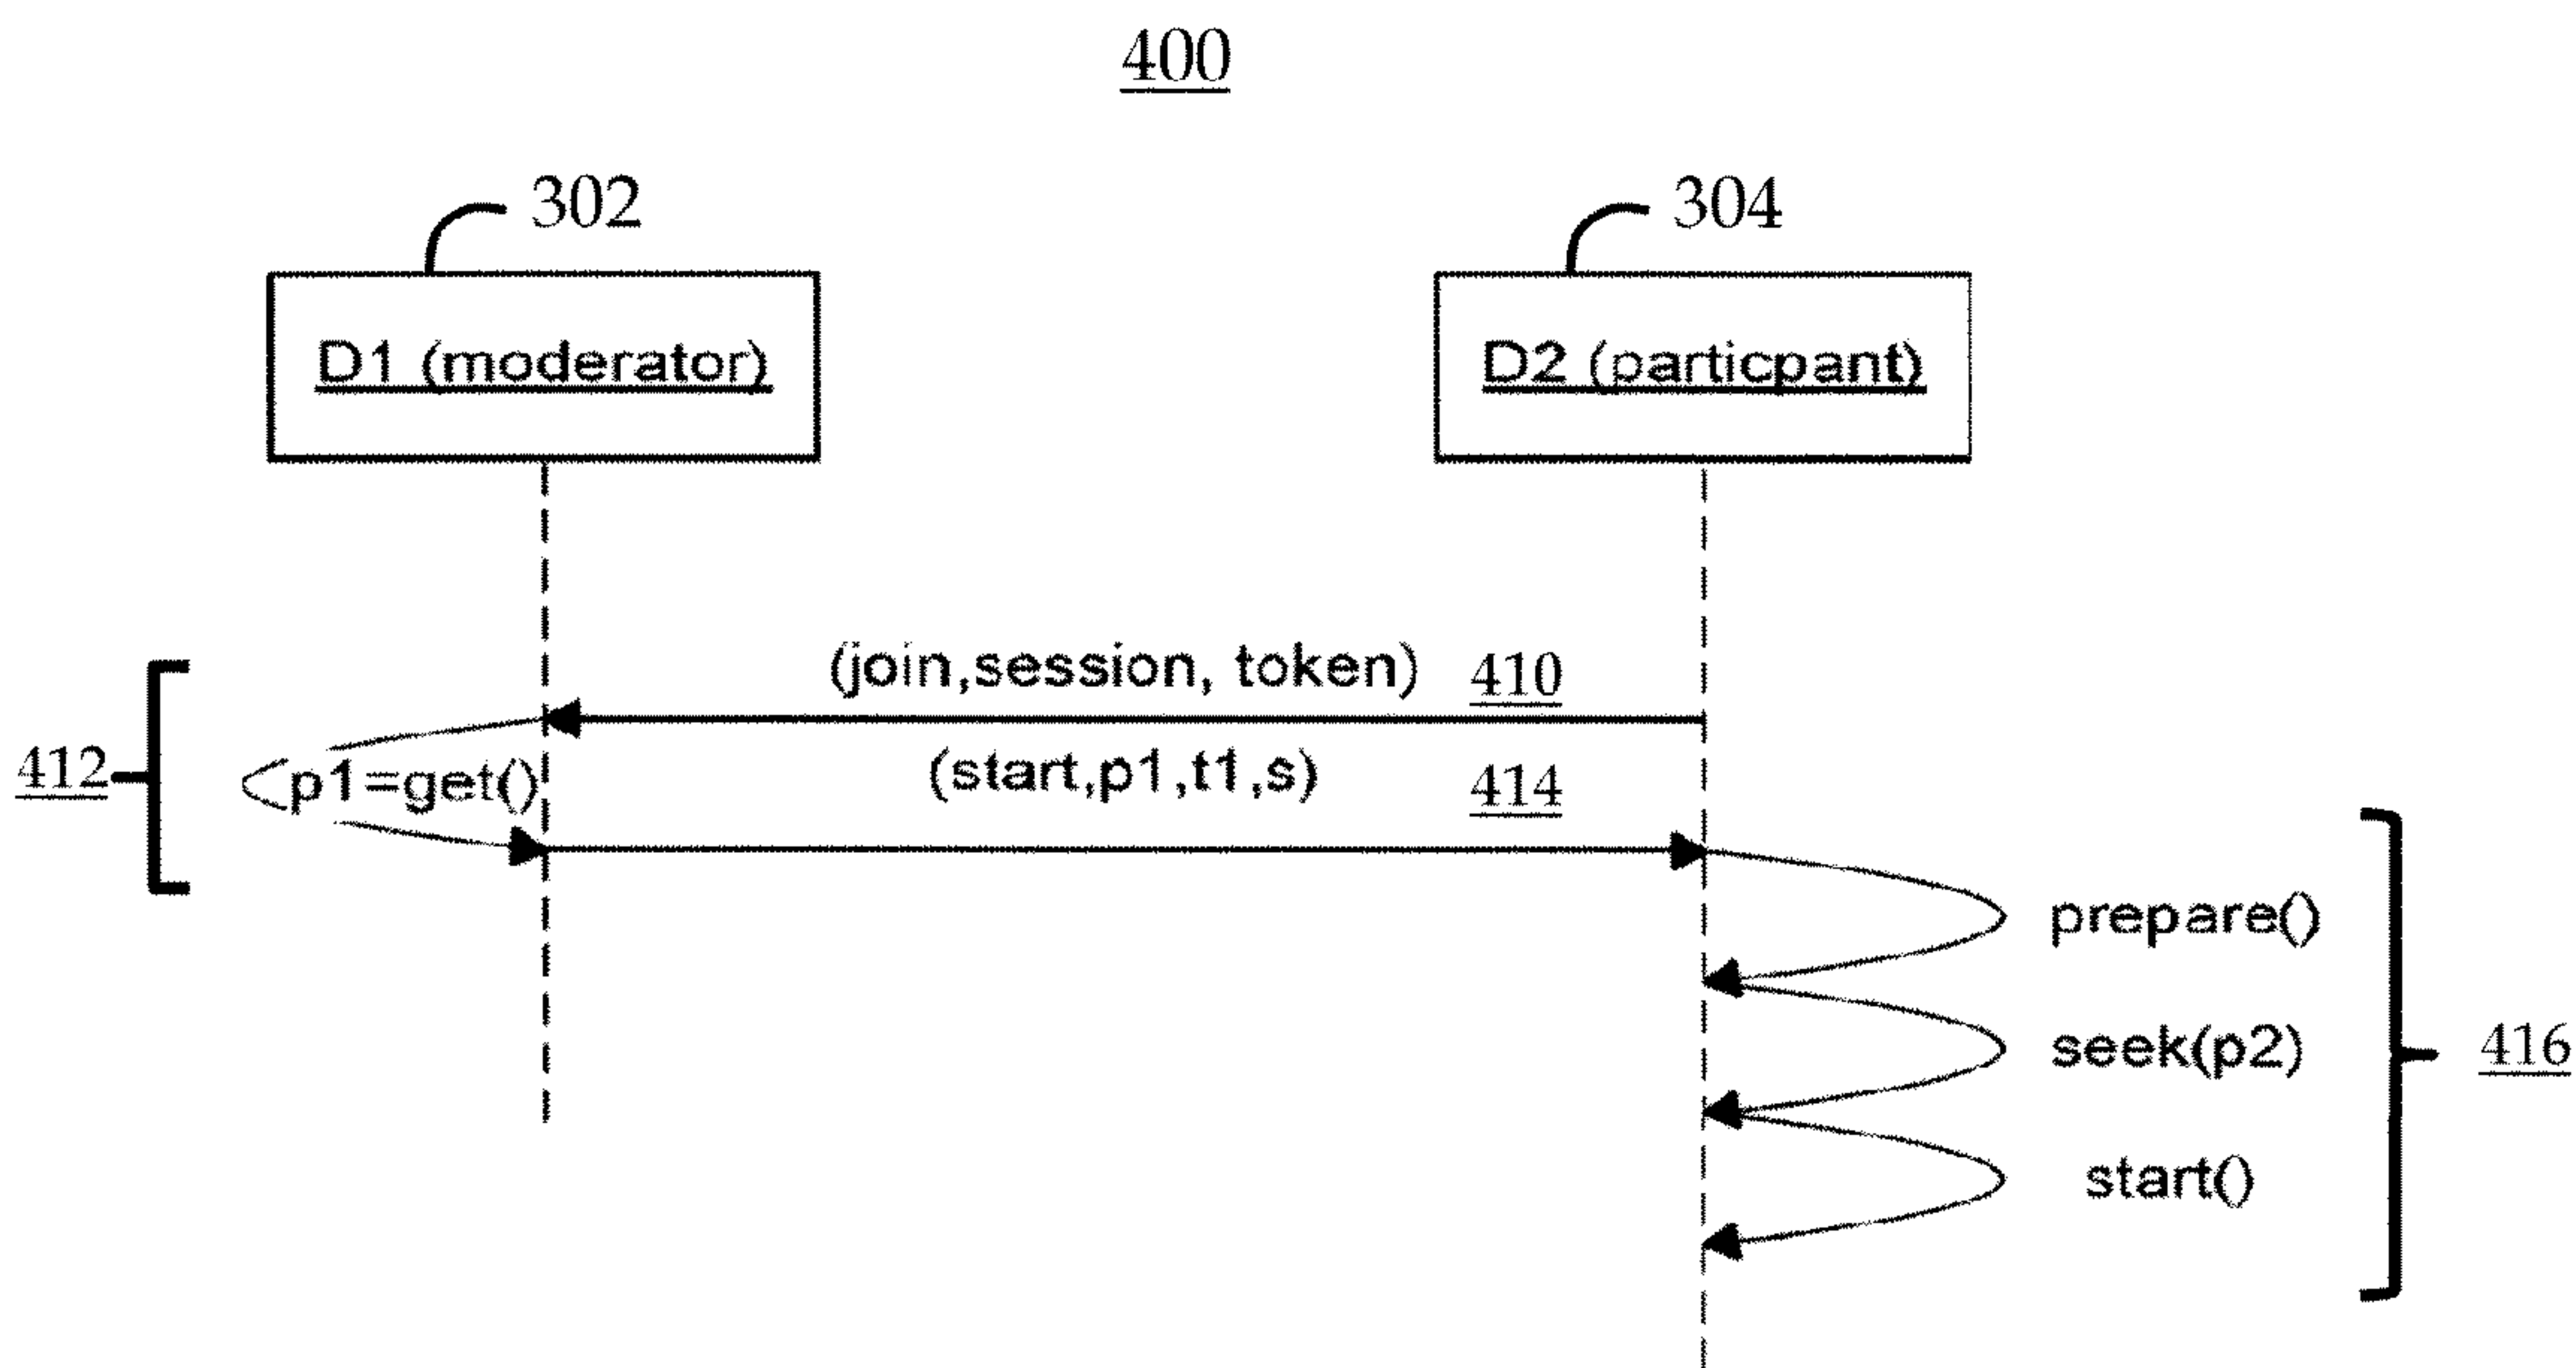 400
302
304
D1 (moderator)
D2 (particpant)
(join,session, token)
410
412
p1=get()
(start,p1,t1,s)
414
prepare()
seek(p2)
416
start()